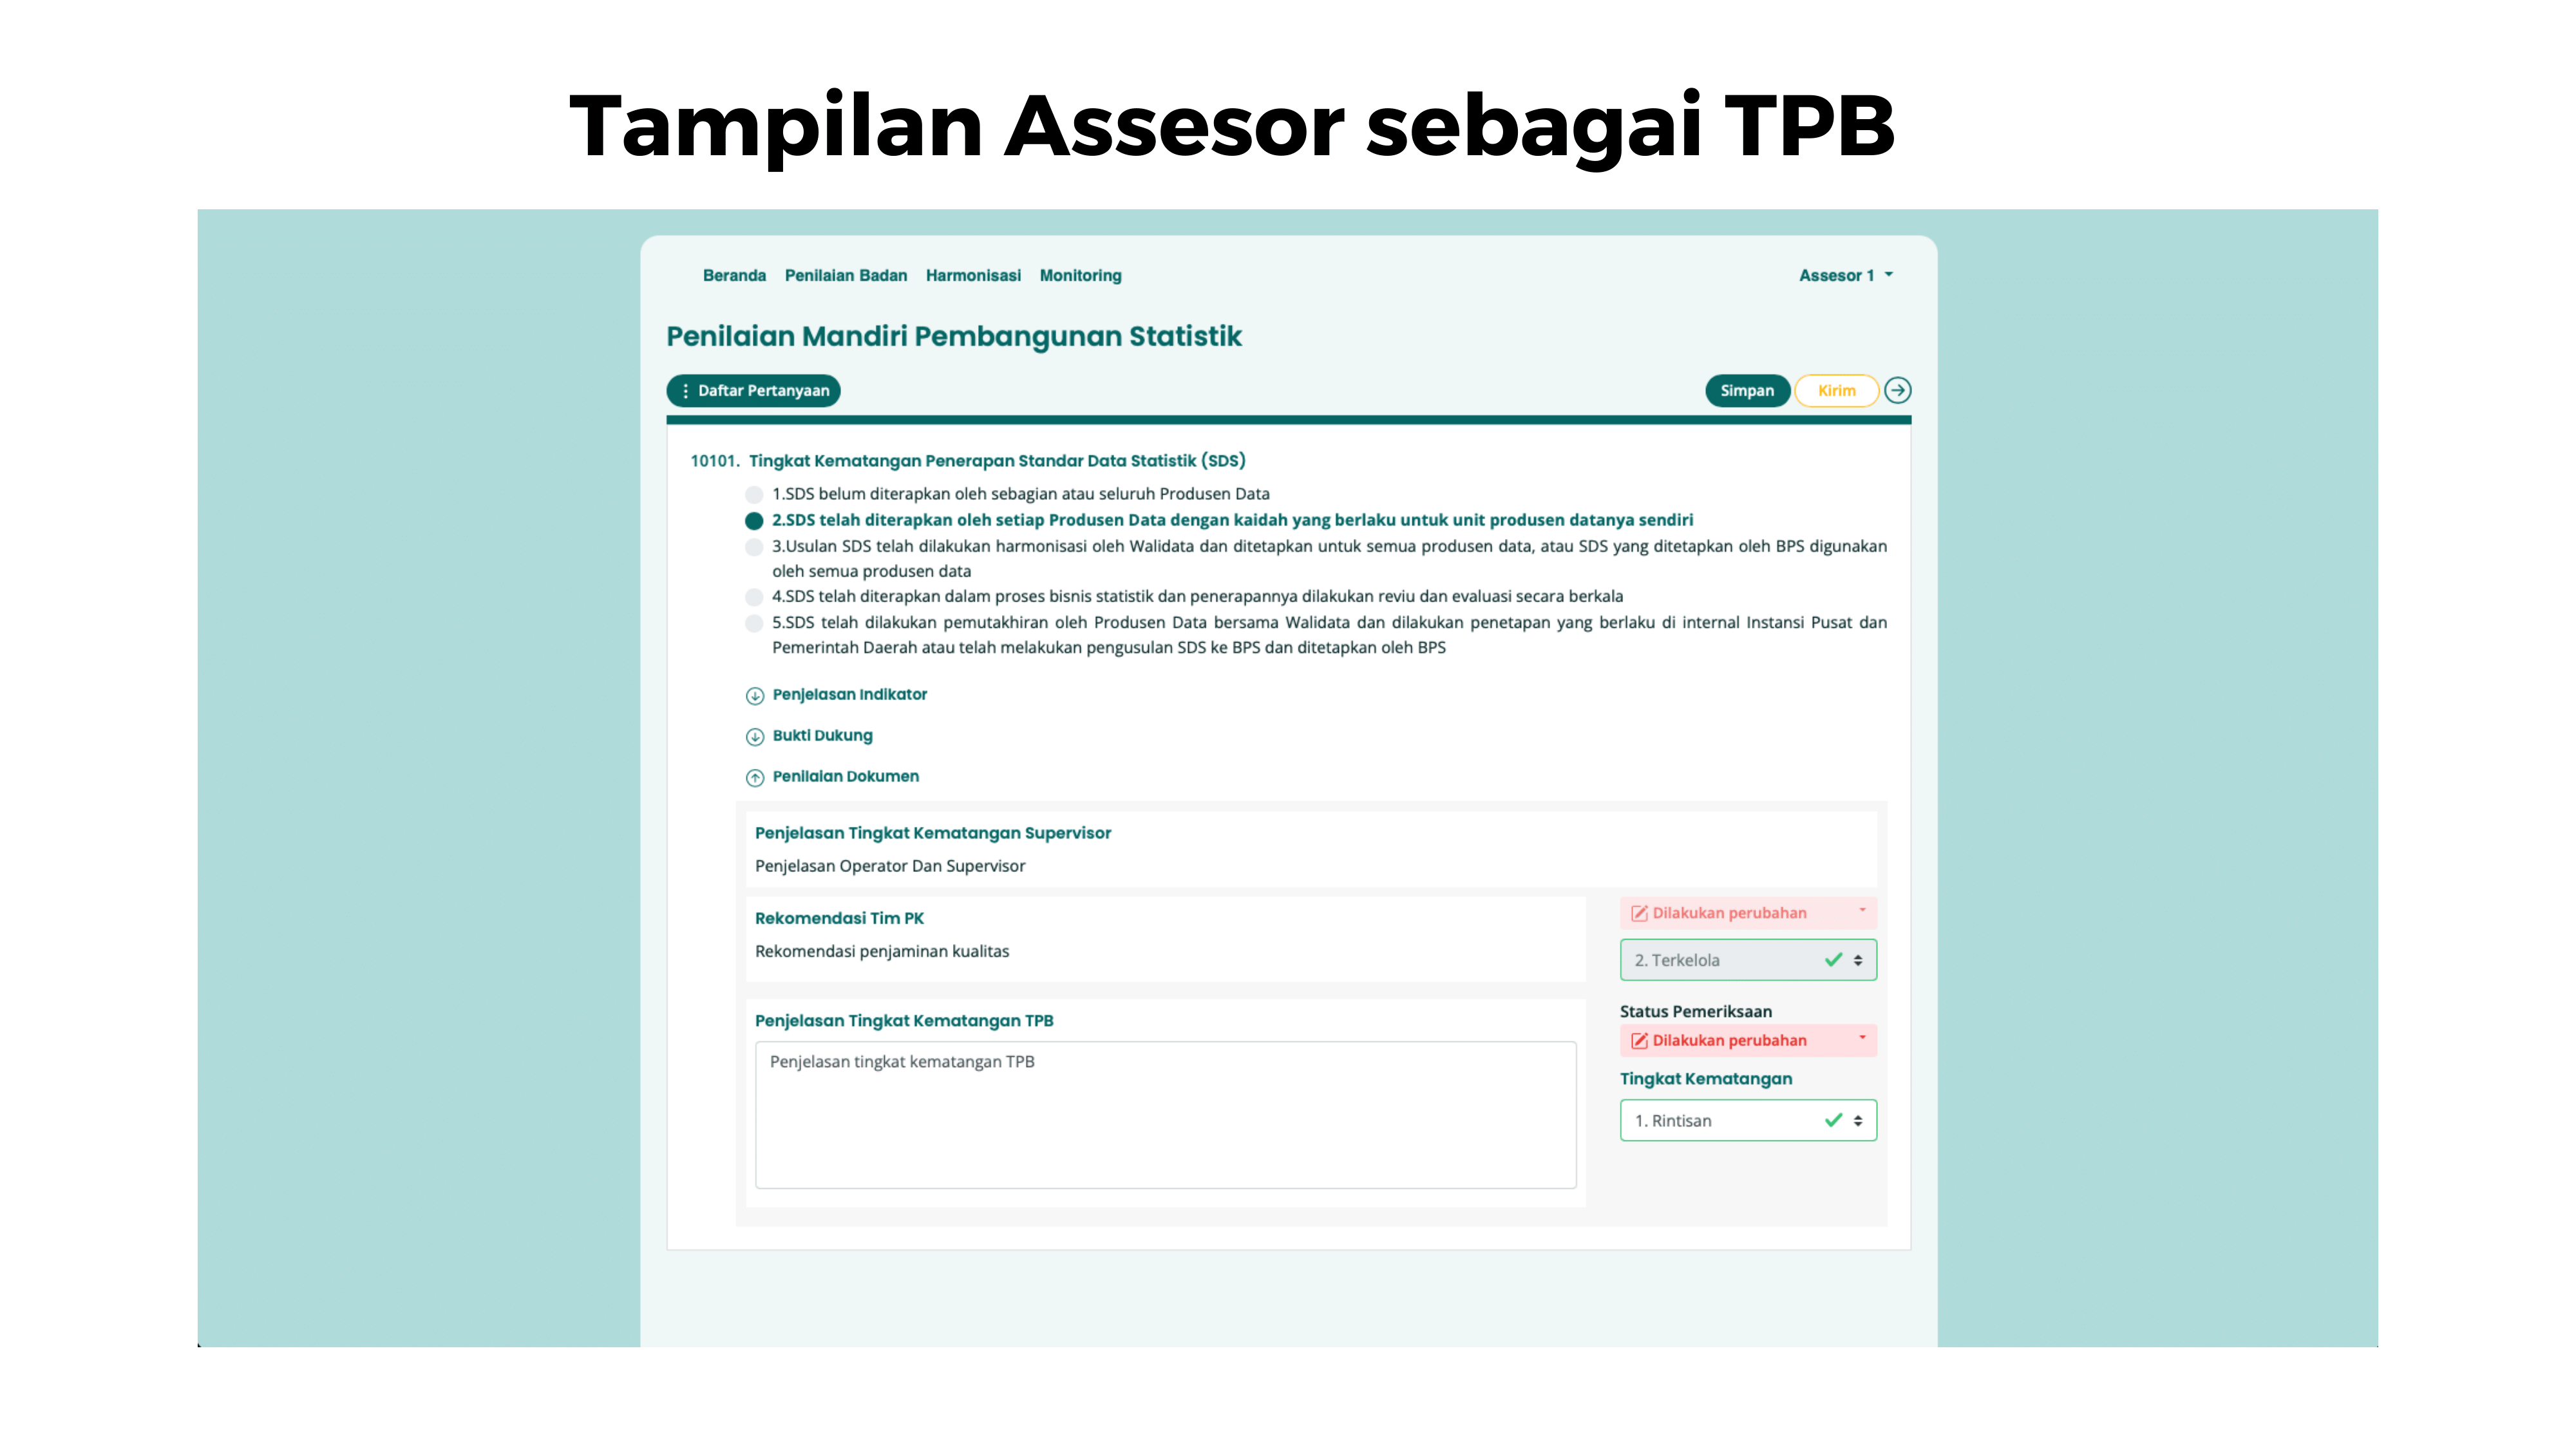 Tampilan Assesor sebagai TPB
Beranda Penilaian Badan Harmonisasi Monitoring Assesor 1
Penilaian Mandiri Pembangunan Statistik
Daftar Pertanyaan Simpan Kirim
10101. Tingkat Kematangan Penerapan Standar Data Statistik (SDS)
1.SDS belum diterapkan oleh sebagian atau seluruh Produsen Data
2.SDS telah diterapkan oleh setiap Produsen Data dengan kaidah yang berlaku untuk unit produsen datanya sendiri
3.Usulan SDS telah dilakukan harmonisasi oleh Walidata dan ditetapkan untuk semua produsen data, atau SDS yang ditetapkan oleh BPS digunakan
oleh semua produsen data
4.SDS telah diterapkan dalam proses bisnis statistik dan penerapannya dilakukan reviu dan evaluasi secara berkala
5.SDS telah dilakukan pemutakhiran oleh Produsen Data bersama Walidata dan dilakukan penetapan yang berlaku di internal Instansi Pusat dan
Pemerintah Daerah atau telah melakukan pengusulan SDS ke BPS dan ditetapkan oleh BPS
Penjelasan Indikator
Bukti Dukung
Penilaian Dokumen
Penjelasan Tingkat Kematangan Supervisor
Penjelasan Operator Dan Supervisor
Rekomendasi Tim PK
Rekomendasi penjaminan kualitas
Dilakukan perubahan
2. Terkelola
Penjelasan Tingkat Kematangan TPB
Penjelasan tingkat kematangan TPB
Status Pemeriksaan
Dilakukan perubahan
Tingkat Kematangan
1. Rintisan